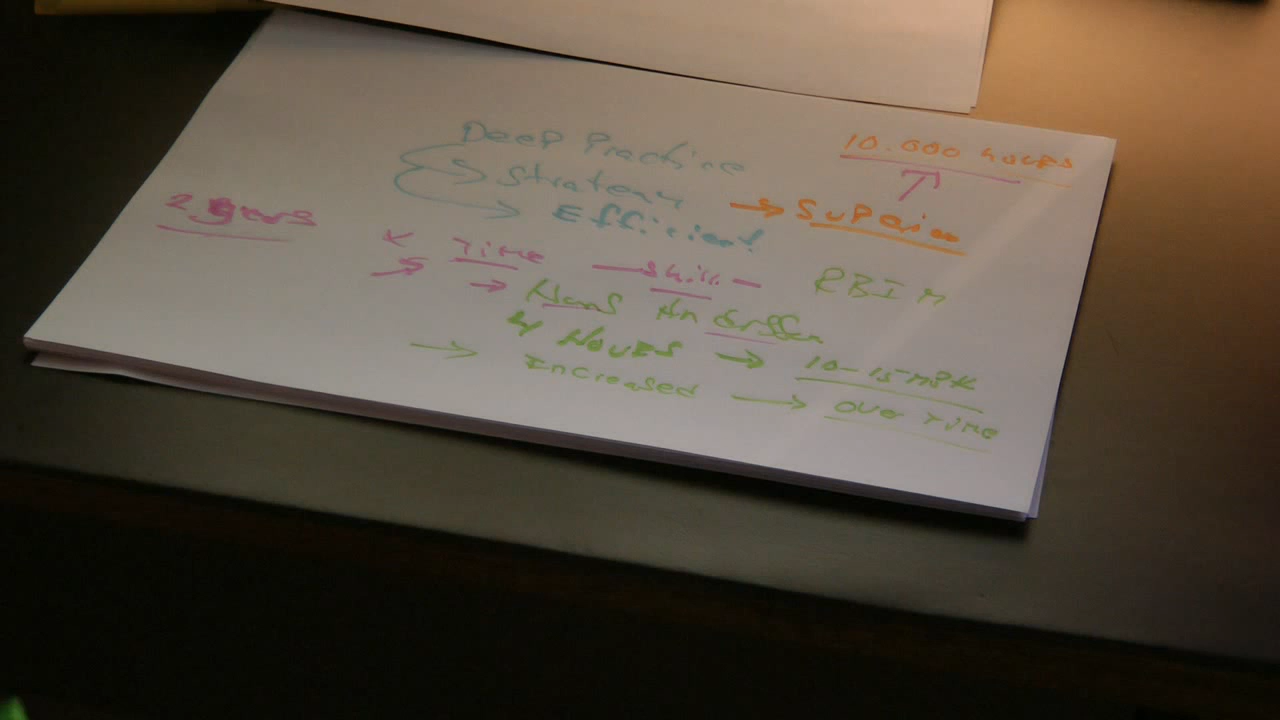 Deep Practice
10.000 HOURS
Strategy
2 years
Efficient!
Superior
Time
Skill
RBIM
4 HOURS
10-15
Increased
over Time